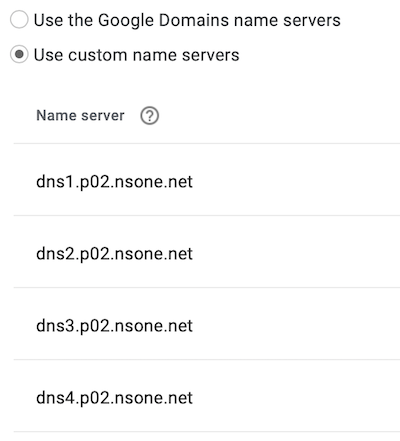 Use the Google Domains name servers
Use custom name servers
Name server ?
dns1.p02.nsone.net
dns2.p02.nsone.net
dns3.p02.nsone.net
dns4.p02.nsone.net